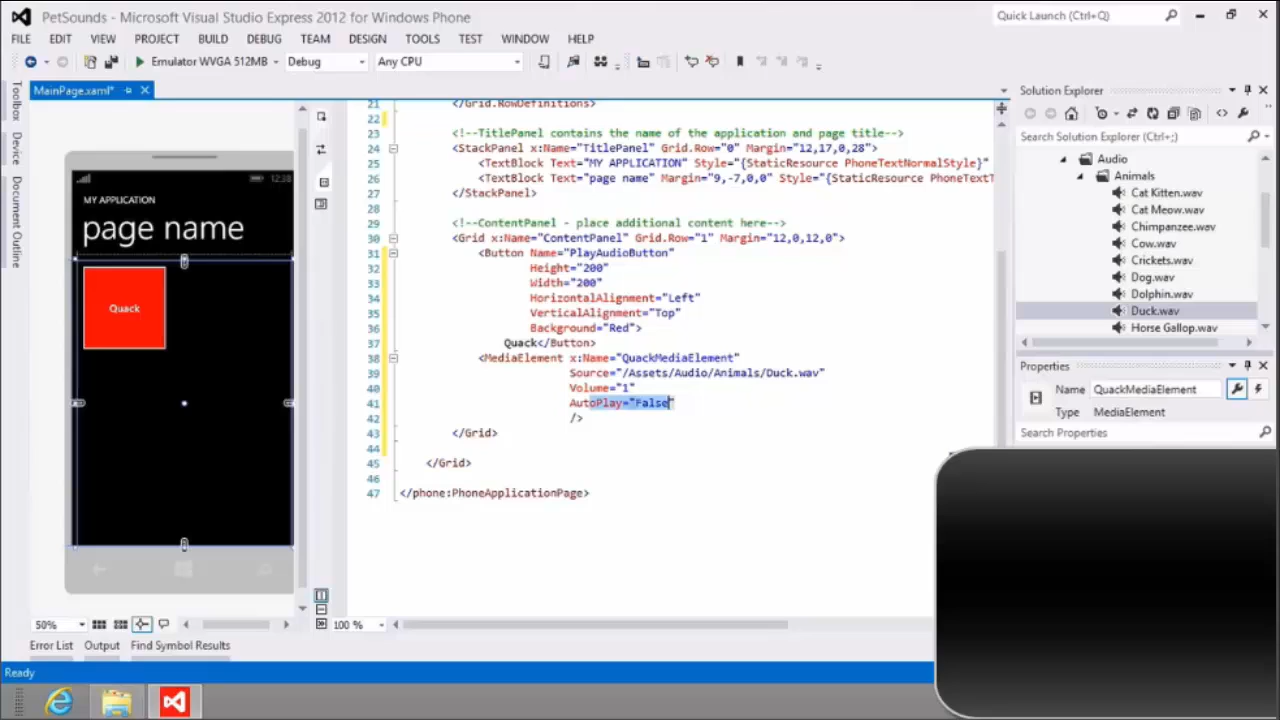 PetSounds - Microsoft Visual Studio Express 2012 for Windows Phone
Quick Launch (Ctrl+Q)
FILE EDIT VIEW PROJECT BUILD DEBUG TEAM DESIGN TOOLS TEST WINDOW HELP
Emulator WVGA 512MB Debug Any CPU
Toolbox
Device
Document Outline
MainPage.xaml*
12:38
MY APPLICATION
page name
Quack
50%
21 </Grid.RowDefinitions>
22
23 <!--TitlePanel contains the name of the application and page title-->
24 <StackPanel x:Name="TitlePanel" Grid.Row="0" Margin="12,17,0,28">
25 <TextBlock Text="MY APPLICATION" Style="{StaticResource PhoneTextNormalStyle}"
26 <TextBlock Text="page name" Margin="9,-7,0,0" Style="{StaticResource PhoneTextT
27 </StackPanel>
28
29 <!--ContentPanel - place additional content here-->
30 <Grid x:Name="ContentPanel" Grid.Row="1" Margin="12,0,12,0">
31 <Button Name="PlayAudioButton"
32 Height="200"
33 Width="200"
34 HorizontalAlignment="Left"
35 VerticalAlignment="Top"
36 Background="Red">
37 Quack</Button>
38 <MediaElement x:Name="QuackMediaElement"
39 Source="/Assets/Audio/Animals/Duck.wav"
40 Volume="1"
41 AutoPlay="False"
42 />
43 </Grid>
44
45 </Grid>
46
47 </phone:PhoneApplicationPage>
100 %
Solution Explorer
Search Solution Explorer (Ctrl+;)
Audio
Animals
Cat Kitten.wav
Cat Meow.wav
Chimpanzee.wav
Cow.wav
Crickets.wav
Dog.wav
Dolphin.wav
Duck.wav
Horse Gallop.wav
Properties
Name QuackMediaElement
Type MediaElement
Search Properties
Error List Output Find Symbol Results
Ready